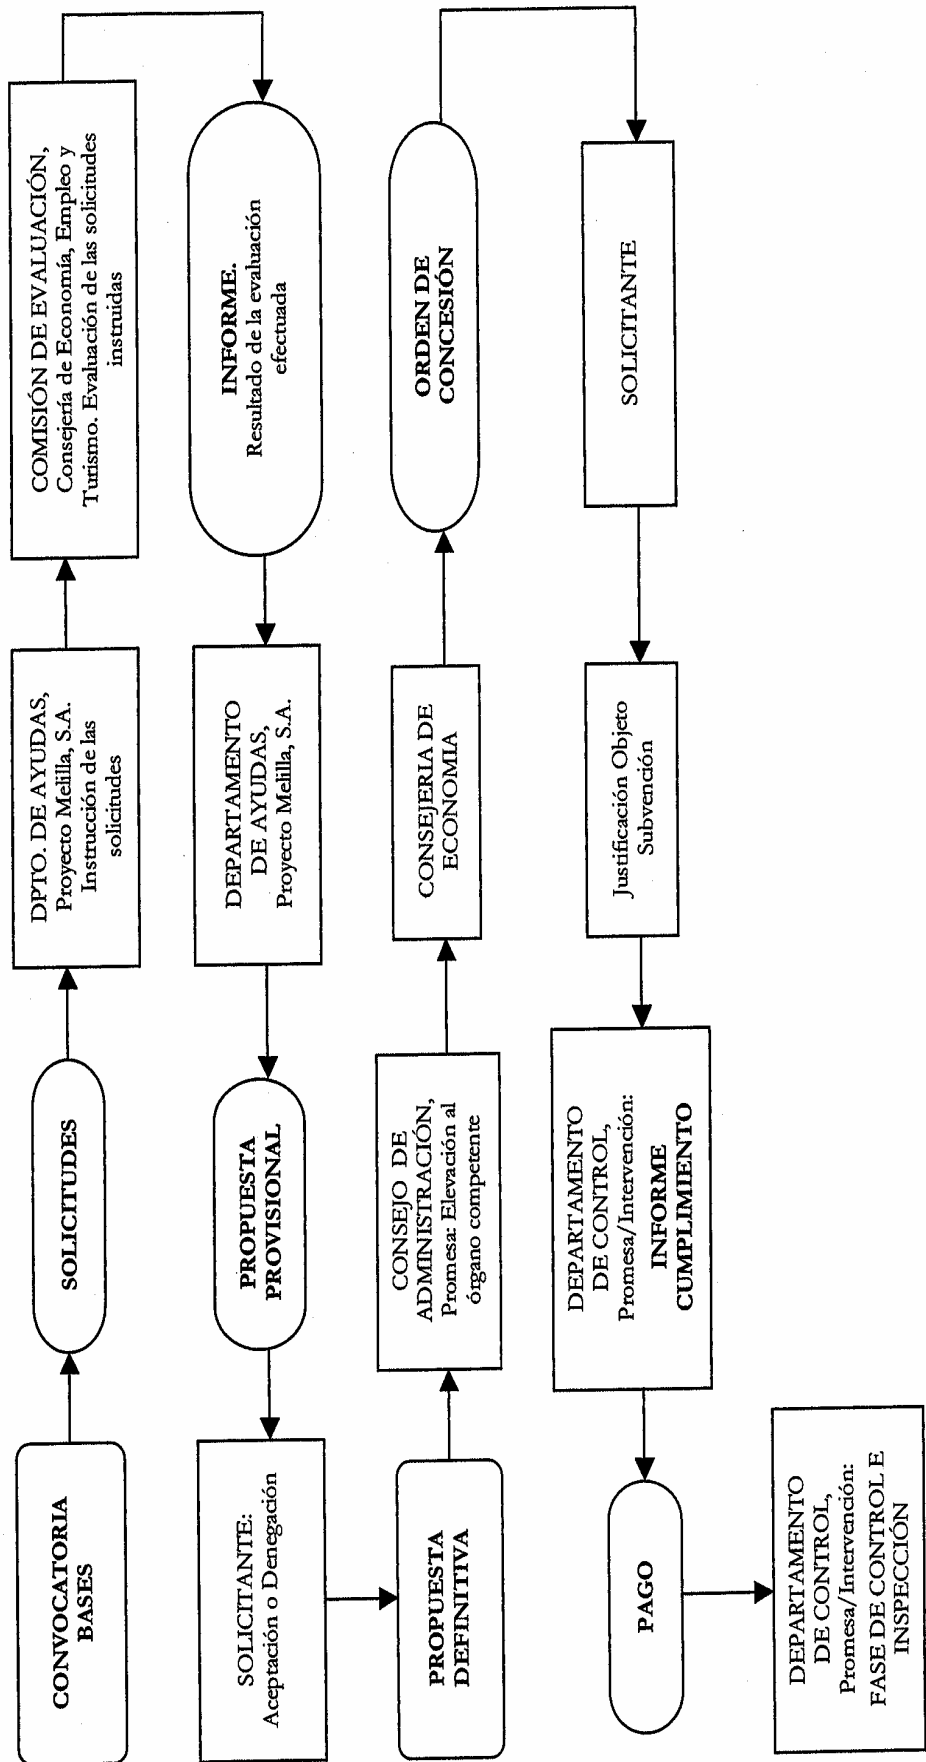 CONVOCATORIA
BASES
SOLICITUDES
DPTO. DE AYUDAS,
Proyecto Melilla, S.A.
Instrucción de las
solicitudes
COMISIÓN DE EVALUACIÓN,
Consejería de Economía, Empleo y
Turismo. Evaluación de las solicitudes
instruidas
INFORME.
Resultado de la evaluación
efectuada
DEPARTAMENTO
DE AYUDAS,
Proyecto Melilla, S.A.
PROPUESTA
PROVISIONAL
SOLICITANTE:
Aceptación o Denegación
PROPUESTA
DEFINITIVA
CONSEJO DE
ADMINISTRACIÓN,
Promesa: Elevación al
órgano competente
CONSEJERIA DE
ECONOMIA
ORDEN DE
CONCESIÓN
SOLICITANTE
Justificación Objeto
Subvención
DEPARTAMENTO
DE CONTROL,
Promesa/Intervención:
INFORME
CUMPLIMIENTO
PAGO
DEPARTAMENTO
DE CONTROL,
Promesa/Intervención:
FASE DE CONTROL E
INSPECCIÓN